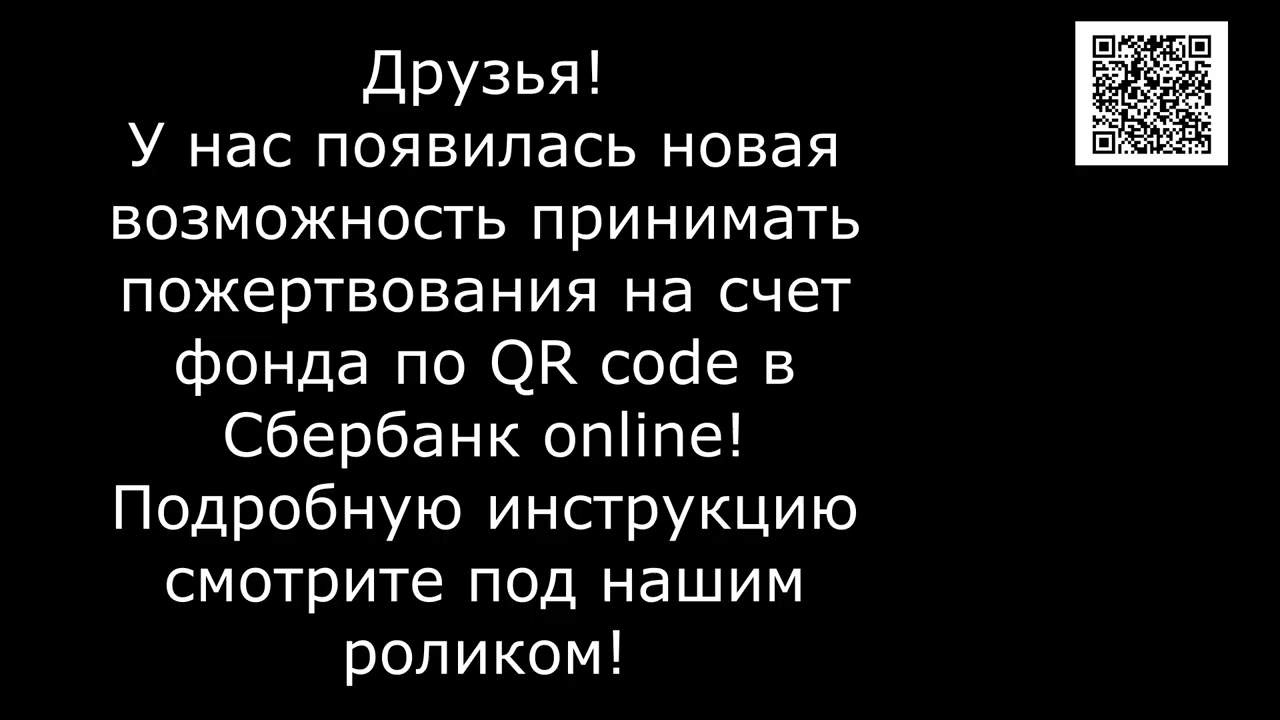 Друзья!
У нас появилась новая
возможность принимать
пожертвования на счет
фонда по QR code в
Сбербанк online!
Подробную инструкцию
смотрите под нашим
роликом!